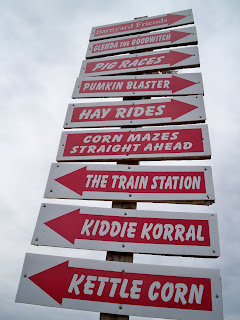 Barnyard Friends
GLENDA THE GOODWITCH
PIG RACES
PUMKIN BLASTER
HAY RIDES
CORN MAZES
STRAIGHT AHEAD
THE TRAIN STATION
KIDDIE KORRAL
KETTLE CORN